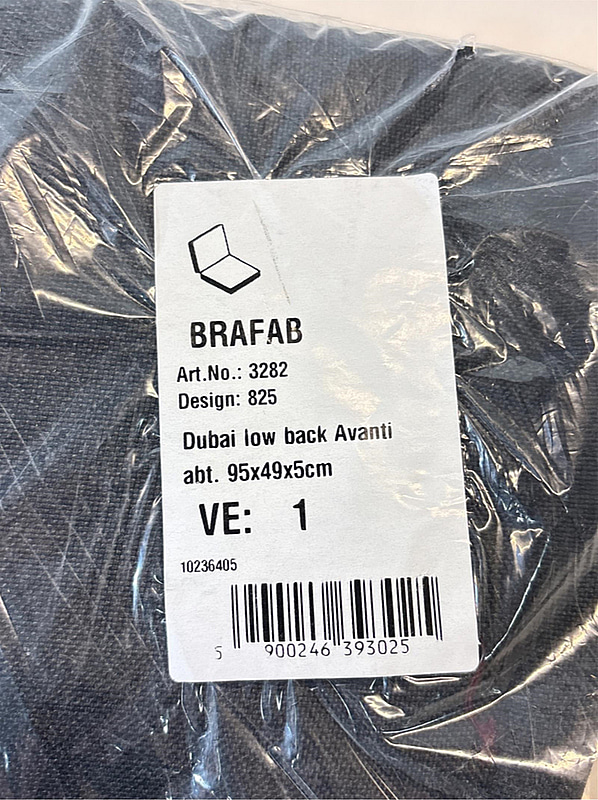 BRAFAB
Art.No.: 3282
Design: 825
Dubai low back Avanti
abt. 95x49x5cm
VE: 1
10236405
5 900246 393025